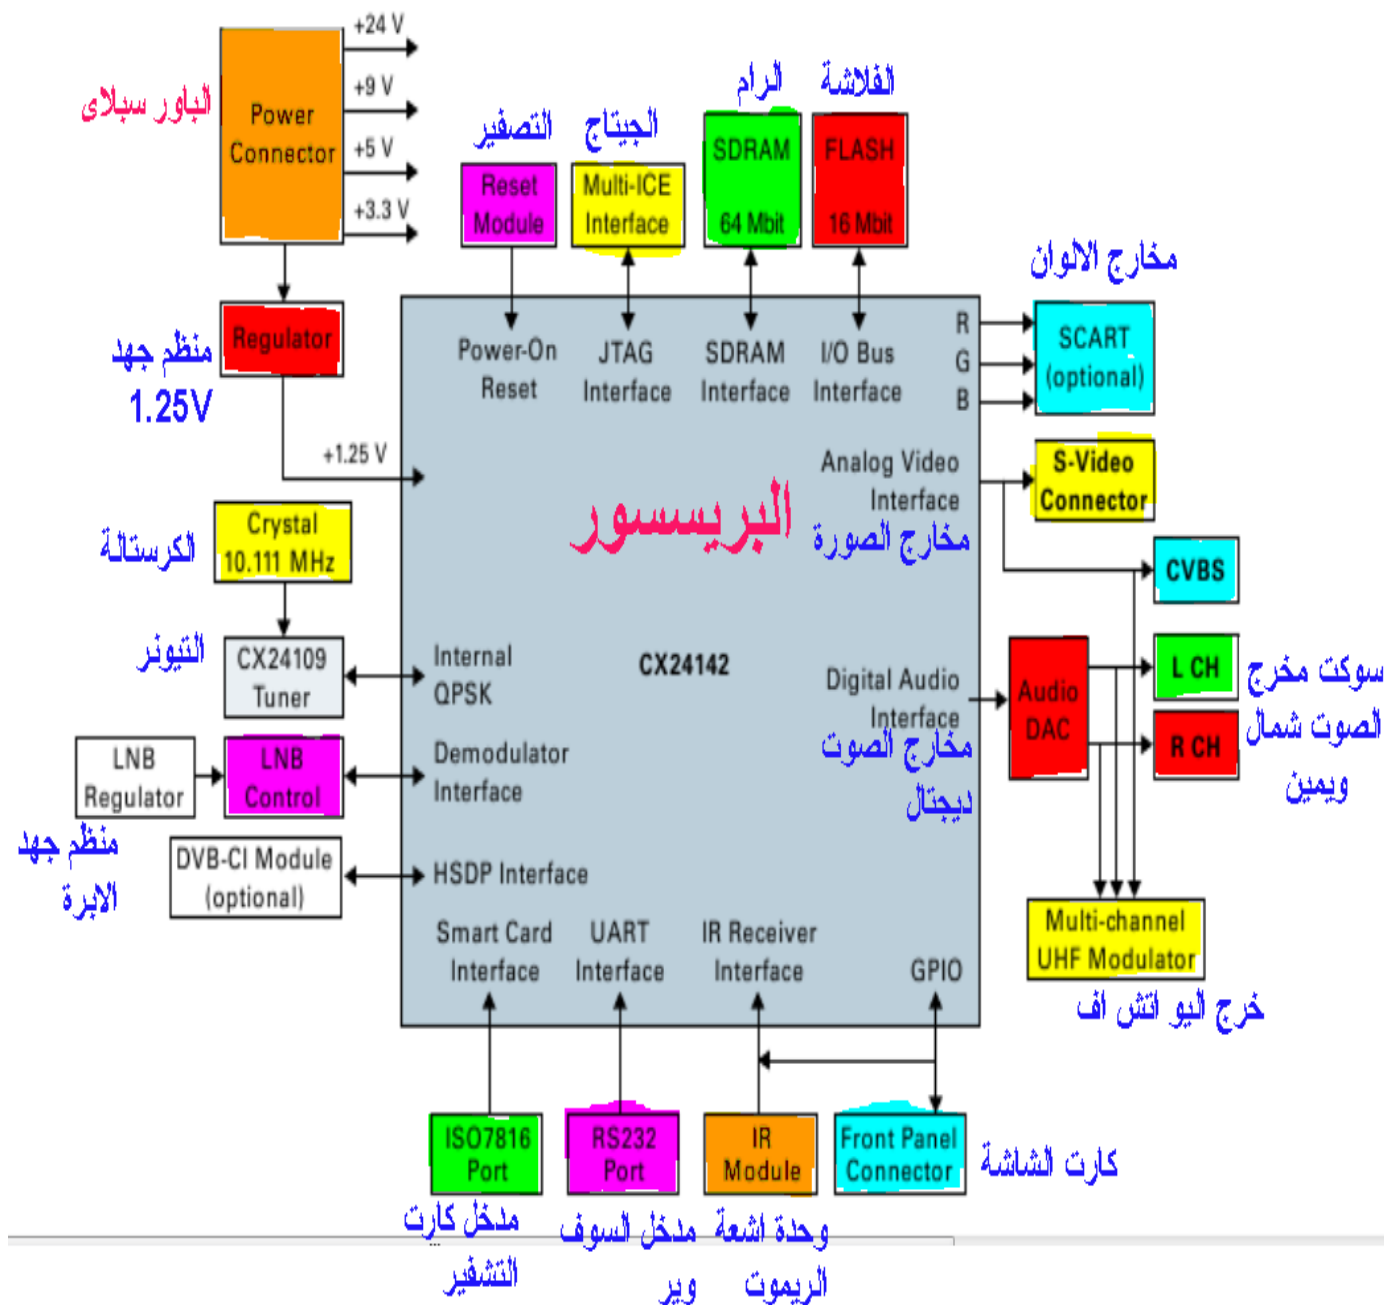 +24 V
+9 V
+5 V
+3.3 V
Power
Connector
الباور سبلاى
الرام
الفلاشة
التصفير
الجيتاج
Reset
Module
Multi-ICE
Interface
SDRAM
64 Mbit
FLASH
16 Mbit
مخارج الالوان
Regulator
منظم جهد
1.25V
+1.25 V
Power-On
Reset
JTAG
Interface
SDRAM
Interface
I/O Bus
Interface
R
G
B
SCART
(optional)
Analog Video
Interface
مخارج الصورة
S-Video
Connector
البريسسور
Crystal
10.111 MHz
الكرستالة
CVBS
التيونر
CX24109
Tuner
Internal
QPSK
CX24142
Digital Audio
Interface
مخارج الصوت
ديجتال
Audio
DAC
L CH
R CH
سوكت مخرج
الصوت شمال
ويمين
LNB
Regulator
LNB
Control
Demodulator
Interface
منظم جهد
الابرة
DVB-CI Module
(optional)
HSDP Interface
Smart Card
Interface
UART
Interface
IR Receiver
Interface
GPIO
Multi-channel
UHF Modulator
خرج اليو اتش اف
ISO7816
Port
RS232
Port
IR
Module
Front Panel
Connector
كارت الشاشة
مدخل كارت
التشفير
مدخل السوف
وير
وحدة اشعة
الريموت